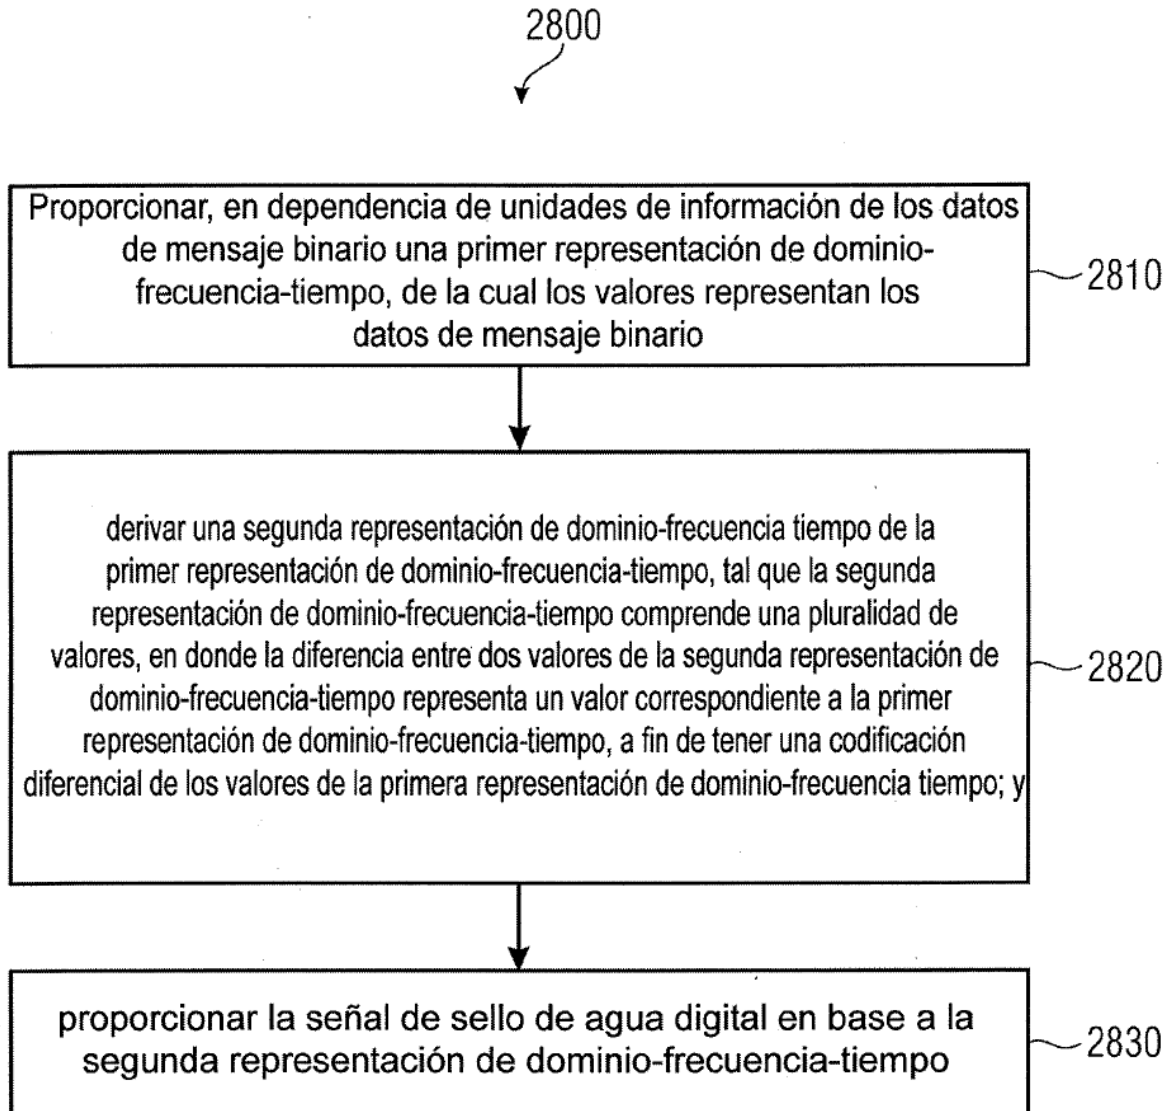 2800
Proporcionar, en dependencia de unidades de información de los datos
de mensaje binario una primer representación de dominio-
frecuencia-tiempo, de la cual los valores representan los
datos de mensaje binario
2810
derivar una segunda representación de dominio-frecuencia tiempo de la
primer representación de dominio-frecuencia-tiempo, tal que la segunda
representación de dominio-frecuencia-tiempo comprende una pluralidad de
valores, en donde la diferencia entre dos valores de la segunda representación de
dominio-frecuencia-tiempo representa un valor correspondiente a la primer
representación de dominio-frecuencia-tiempo, a fin de tener una codificación
diferencial de los valores de la primera representación de dominio-frecuencia tiempo; y
2820
proporcionar la señal de sello de agua digital en base a la
segunda representación de dominio-frecuencia-tiempo
2830